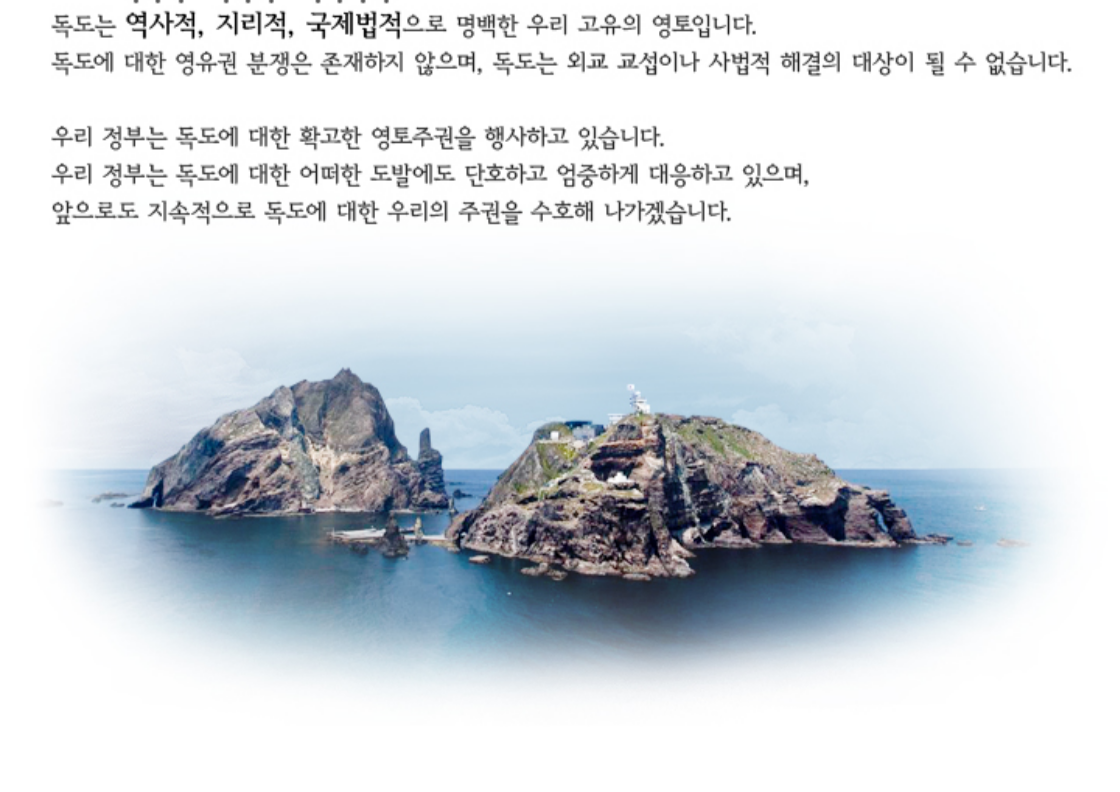 독도는 역사적, 지리적, 국제법적으로 명백한 우리 고유의 영토입니다.
독도에 대한 영유권 분쟁은 존재하지 않으며, 독도는 외교 교섭이나 사법적 해결의 대상이 될 수 없습니다.
우리 정부는 독도에 대한 확고한 영토주권을 행사하고 있습니다.
우리 정부는 독도에 대한 어떠한 도발에도 단호하고 엄중하게 대응하고 있으며,
앞으로도 지속적으로 독도에 대한 우리의 주권을 수호해 나가겠습니다.